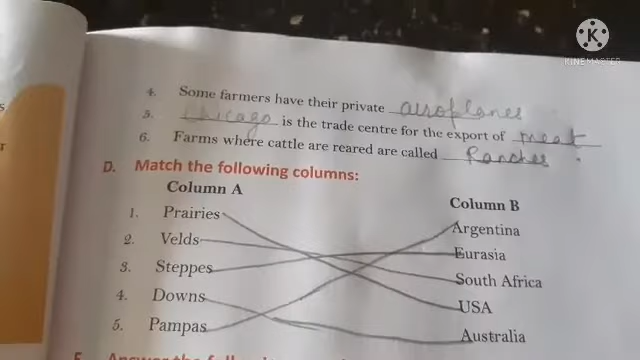 KINEMASTER
4. Some farmers have their private aeroplanes
5. Chicago is the trade centre for the export of meat
6. Farms where cattle are reared are called Ranches.
D. Match the following columns:
Column A Column B
1. Prairies Argentina
2. Velds Eurasia
3. Steppes South Africa
4. Downs USA
5. Pampas Australia